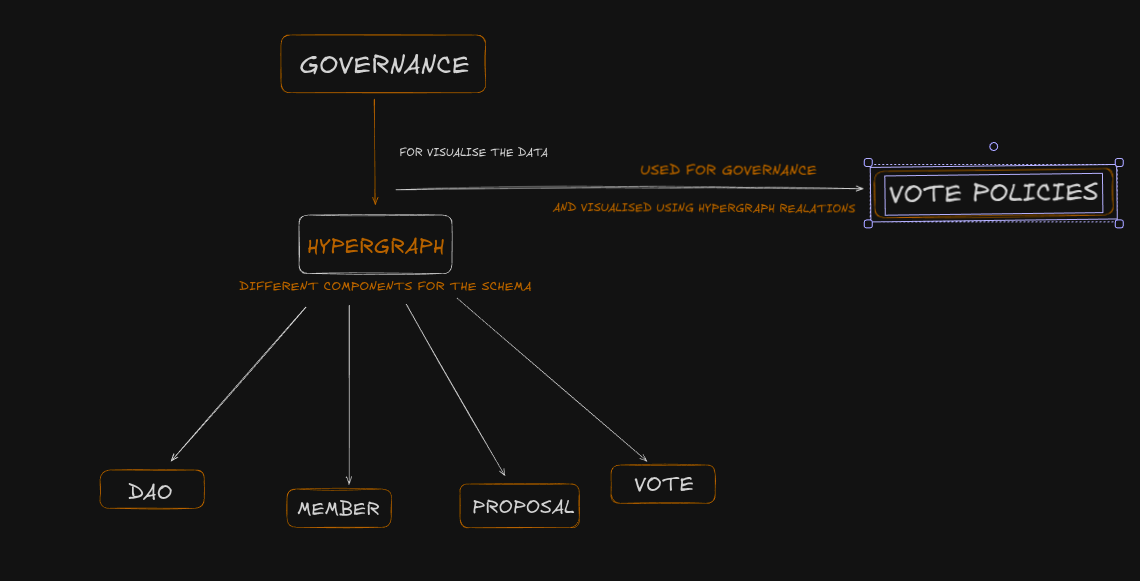 GOVERNANCE
FOR VISUALISE THE DATA
USED FOR GOVERNANCE
VOTE POLICIES
AND VISUALISED USING HYPERGRAPH REALATIONS
HYPERGRAPH
DIFFERENT COMPONENTS FOR THE SCHEMA
DAO
MEMBER
PROPOSAL
VOTE